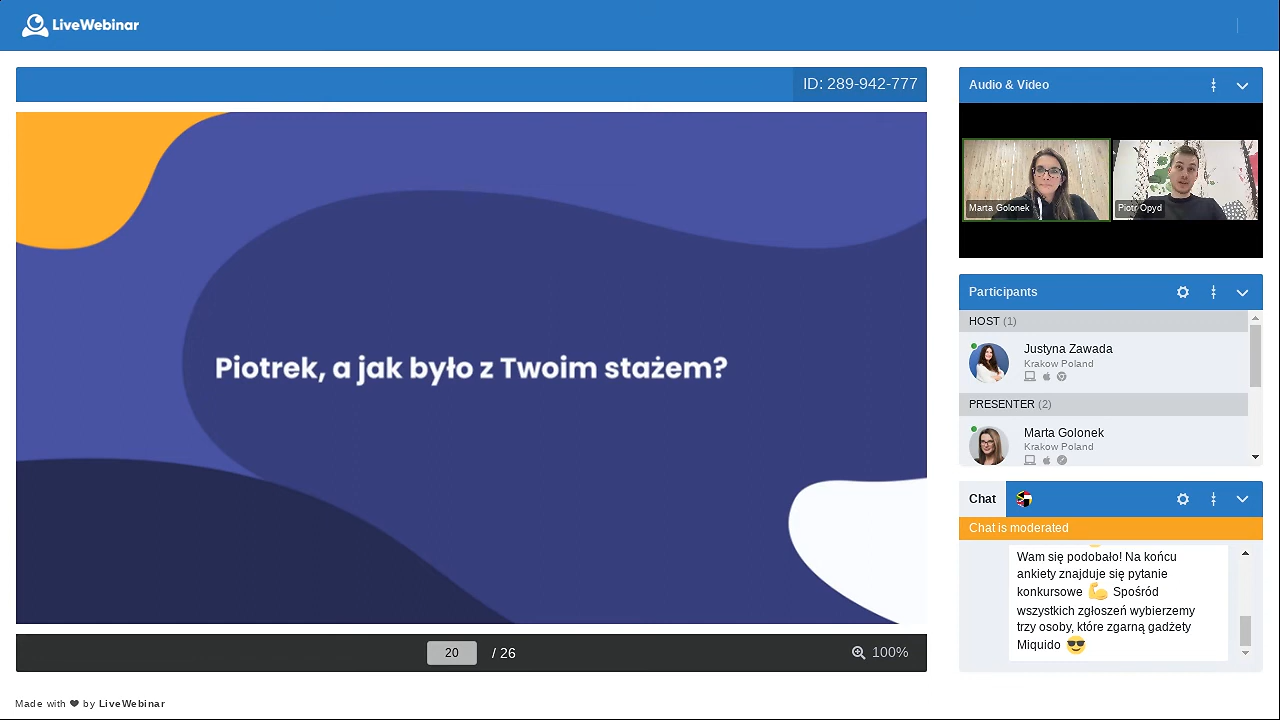 LiveWebinar
ID: 289-942-777
Piotrek, a jak było z Twoim stażem?
20 / 26
100%
Made with ❤ by LiveWebinar
Audio & Video
Marta Golonek
Piotr Opyd
Participants
HOST (1)
Justyna Zawada
Krakow Poland
PRESENTER (2)
Marta Golonek
Krakow Poland
Chat
Chat is moderated
Wam się podobało! Na końcu
ankiety znajduje się pytanie
konkursowe 💪 Spośród
wszystkich zgłoszeń wybierzemy
trzy osoby, które zgarną gadżety
Miquido 😎